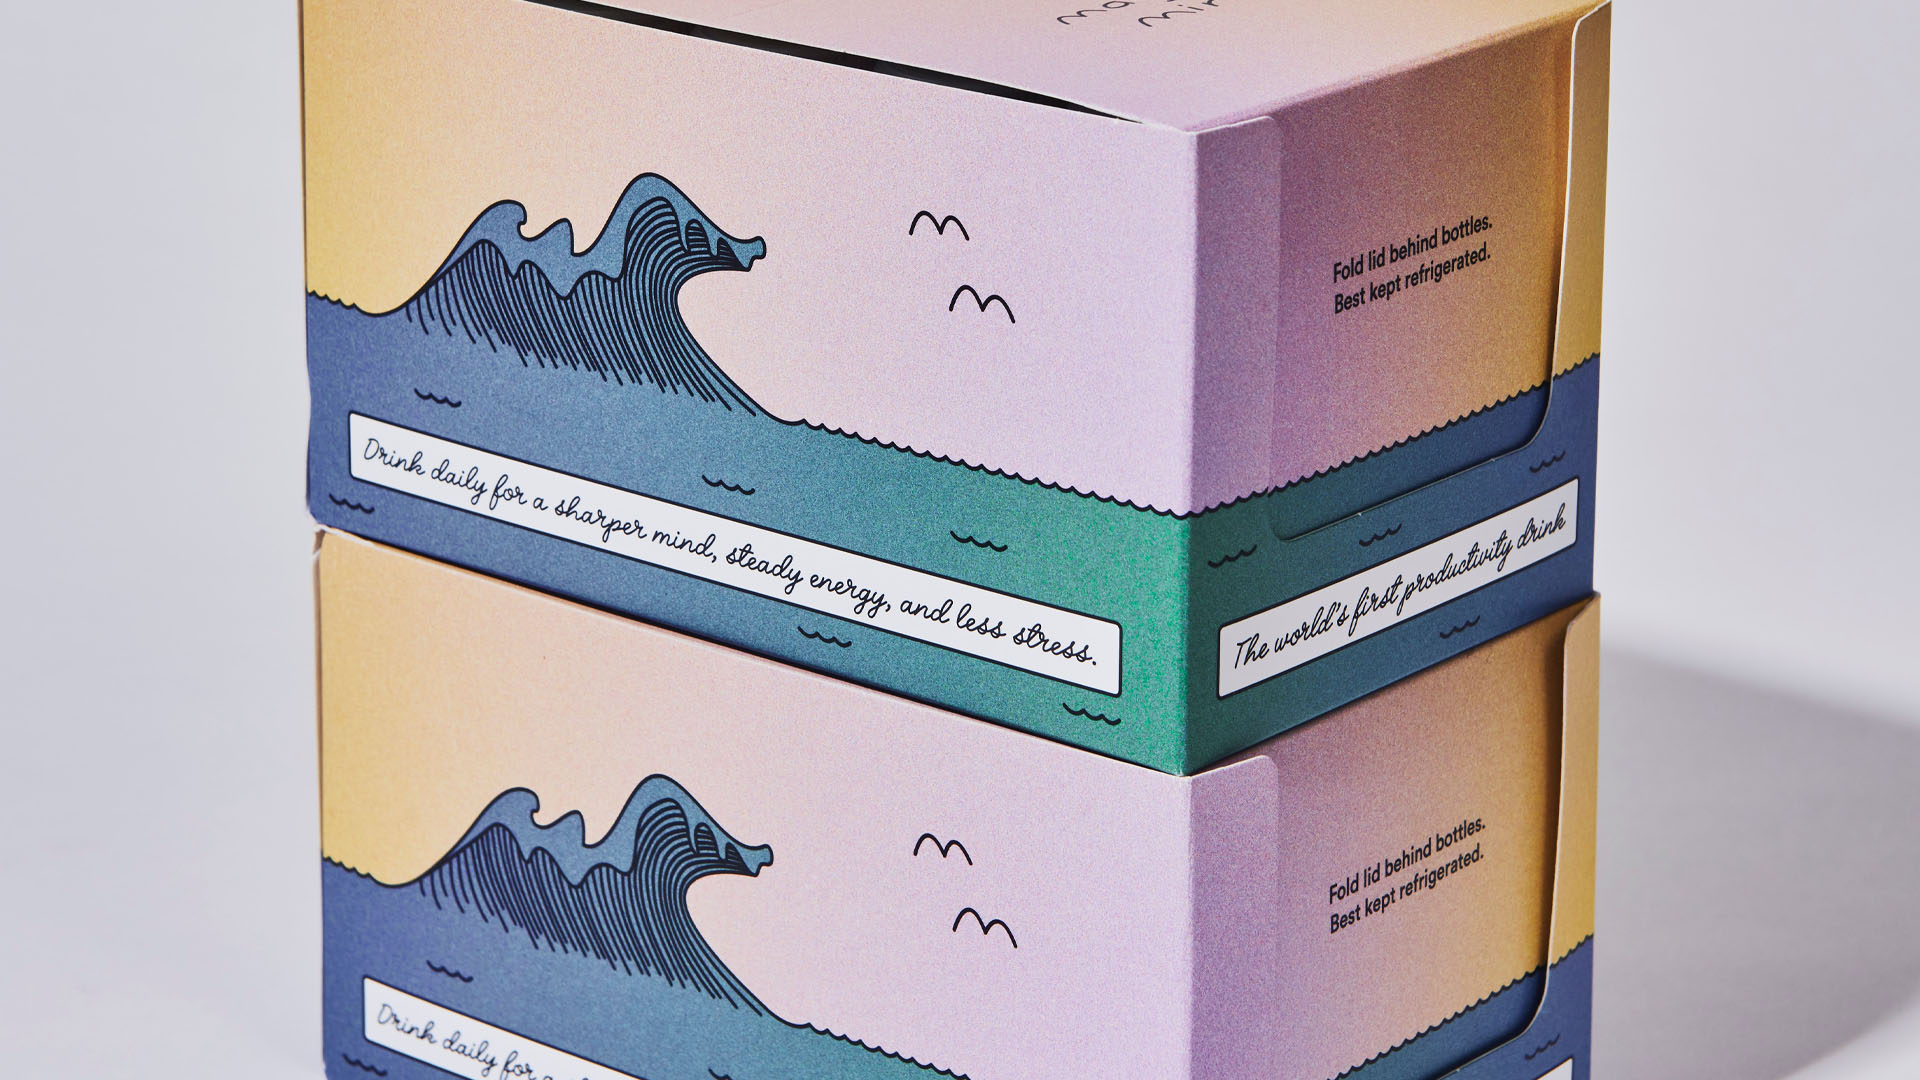 Drink daily for a sharper mind, steady energy, and less stress.
Fold lid behind bottles.
Best kept refrigerated.
The world's first productivity drink
Fold lid behind bottles.
Best kept refrigerated.
Drink daily for a